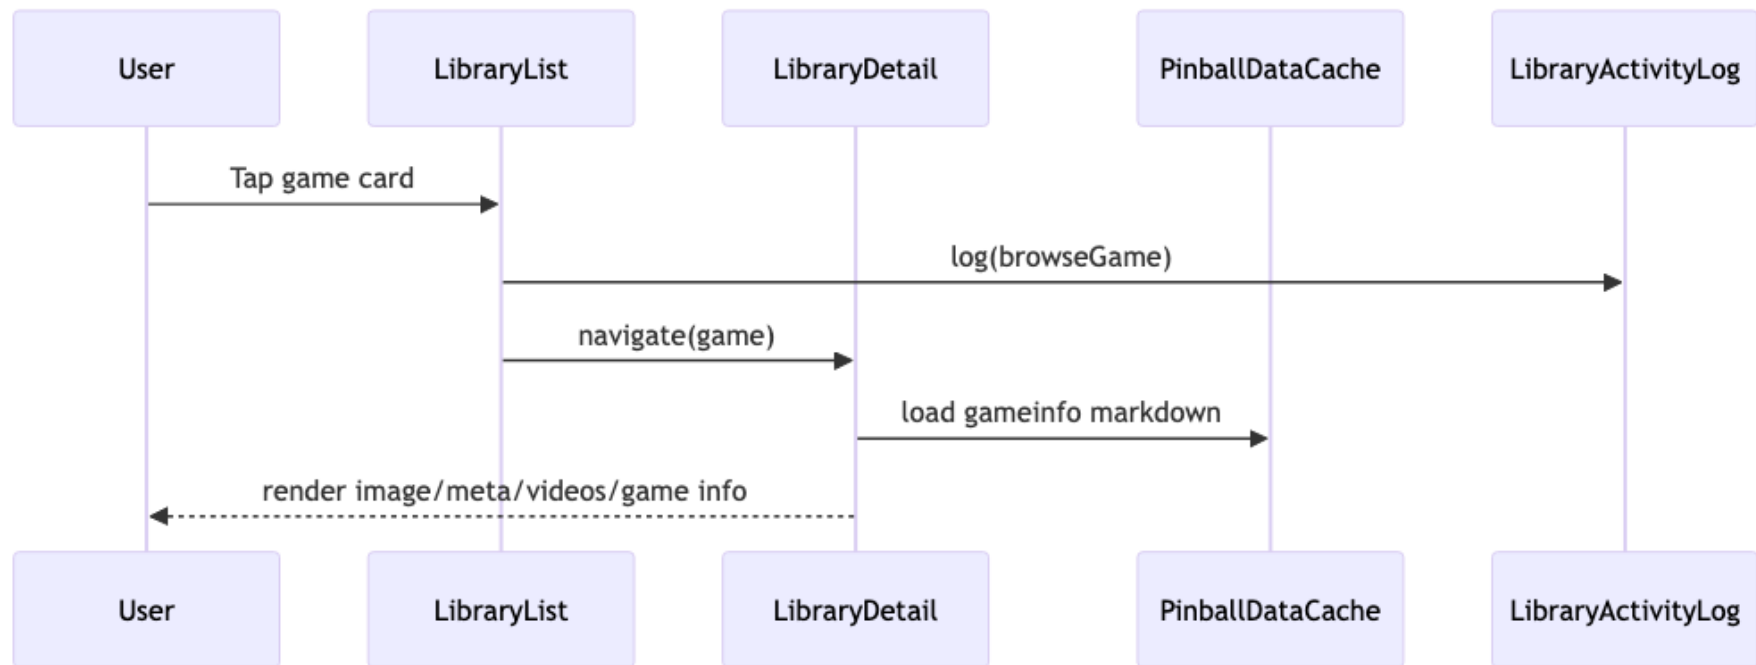 User
LibraryList
LibraryDetail
PinballDataCache
LibraryActivityLog
Tap game card
log(browseGame)
navigate(game)
load gameinfo markdown
render image/meta/videos/game info
User
LibraryList
LibraryDetail
PinballDataCache
LibraryActivityLog